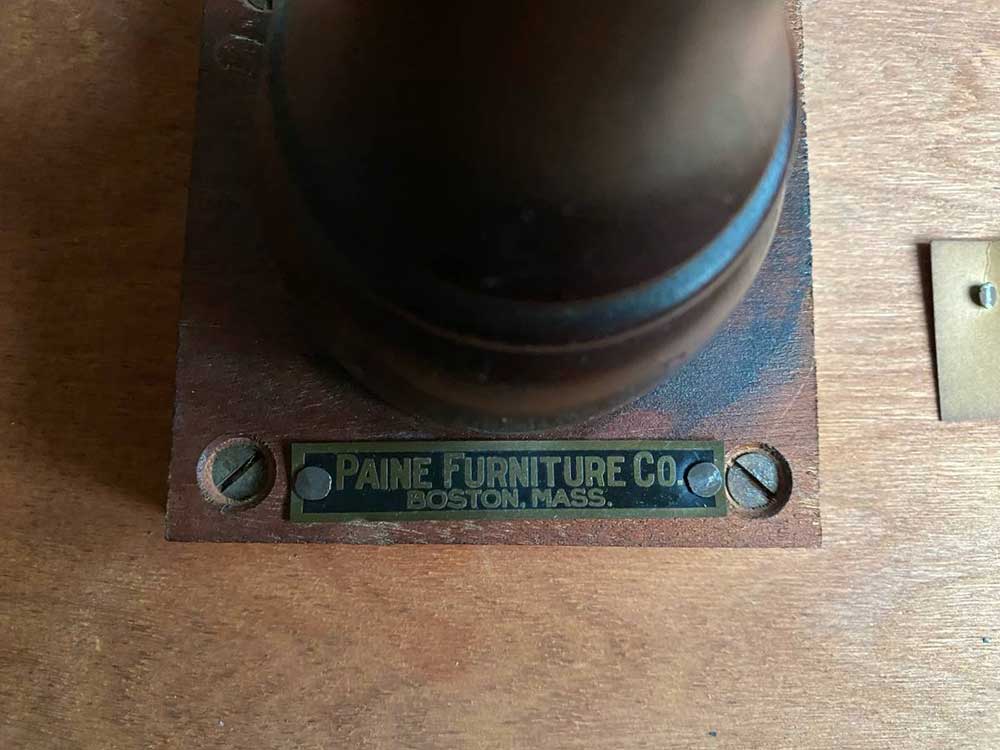 PAINE FURNITURE CO.
BOSTON, MASS.